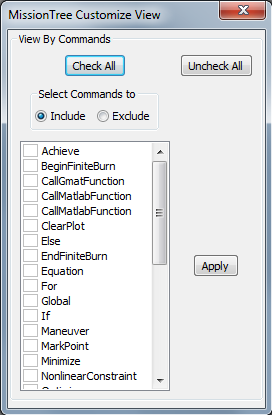 MissionTree Customize View
View By Commands
Check All
Uncheck All
Select Commands to
Include
Exclude
Achieve
BeginFiniteBurn
CallGmatFunction
CallMatlabFunction
CallMatlabFunction
ClearPlot
Else
EndFiniteBurn
Equation
For
Global
If
Maneuver
MarkPoint
Minimize
NonlinearConstraint
Apply